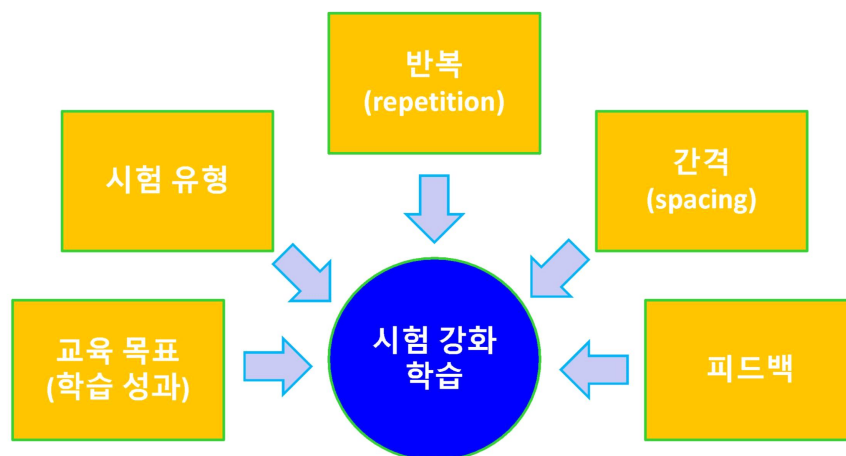 반복
(repetition)
시험 유형
간격
(spacing)
시험 강화
학습
교육 목표
(학습 성과)
피드백